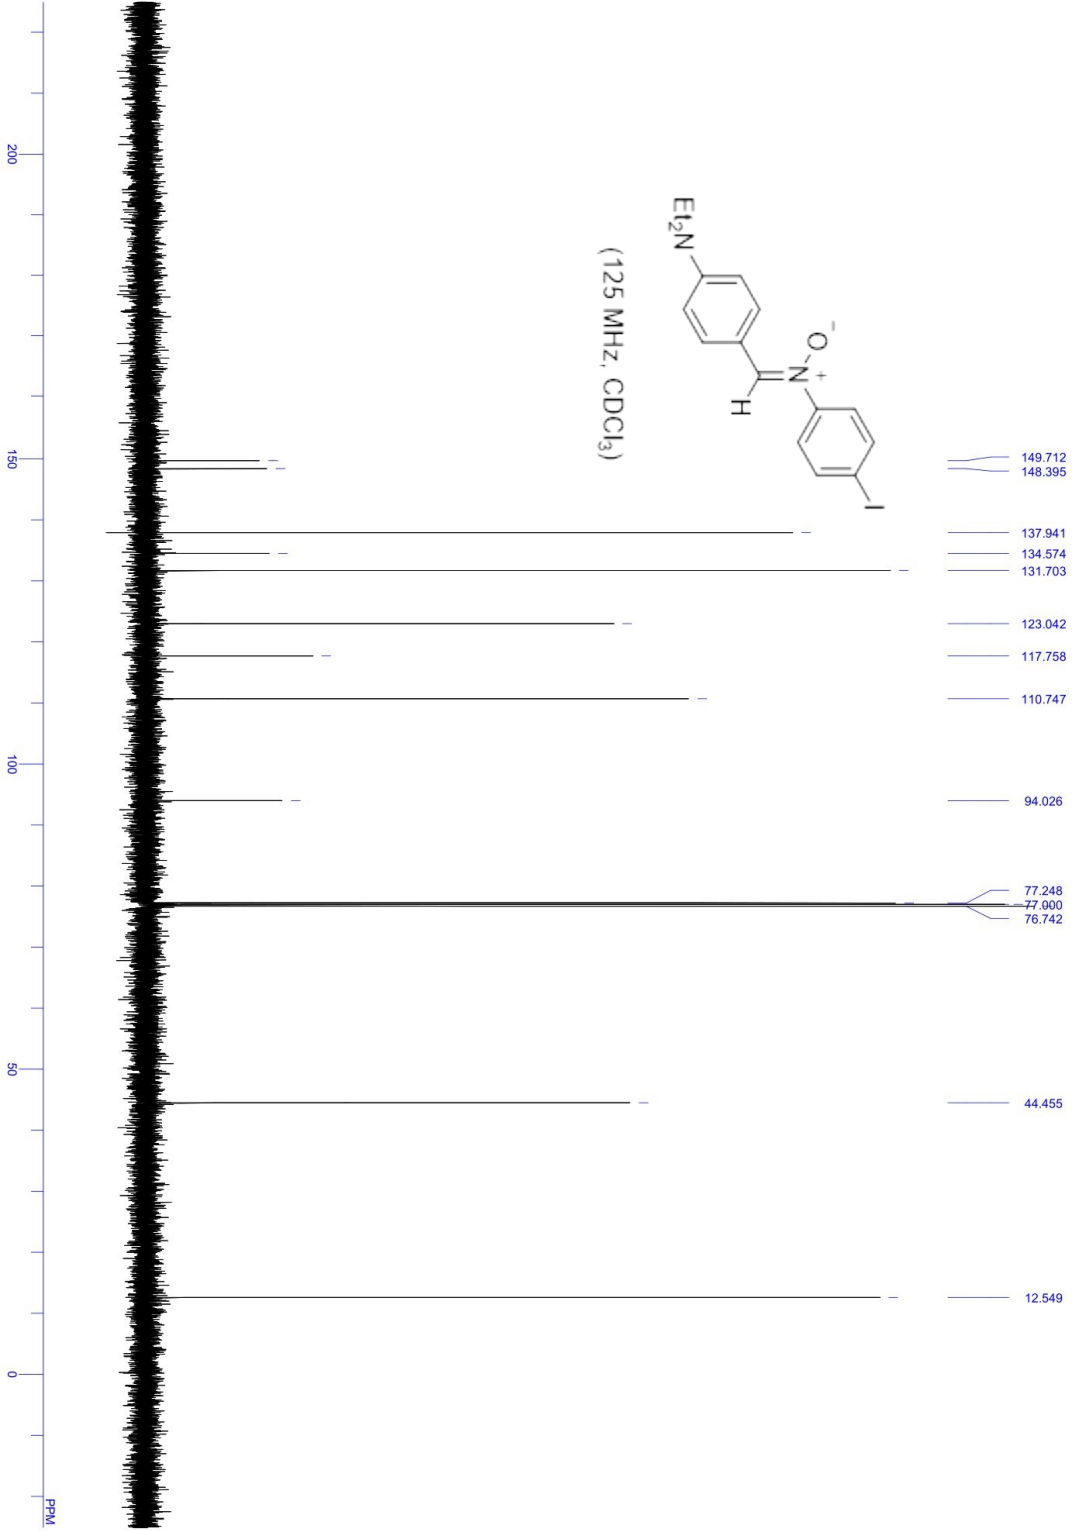 Et₂N
O⁻
N⁺
H
I
(125 MHz, CDCl₃)
149.712
148.395
137.941
134.574
131.703
123.042
117.758
110.747
94.026
77.248
77.000
76.742
44.455
12.549
200
150
100
50
0
PPM